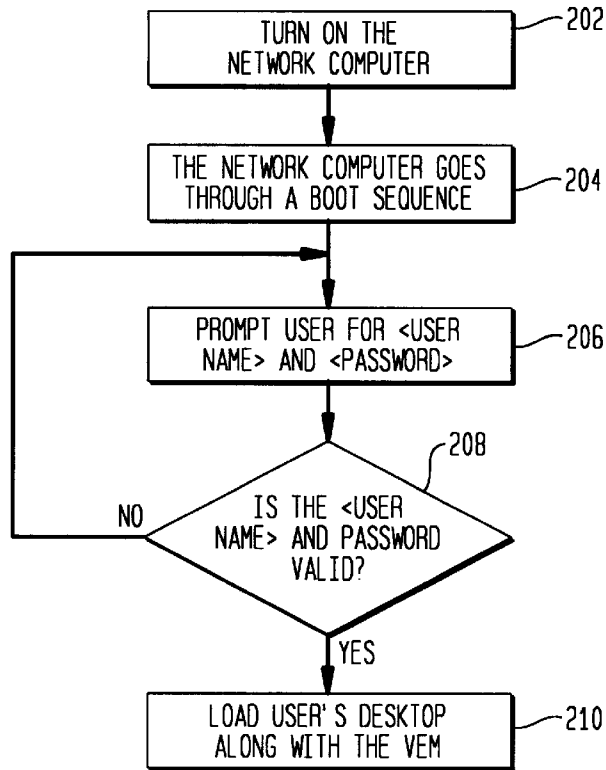 TURN ON THE
NETWORK COMPUTER
202
THE NETWORK COMPUTER GOES
THROUGH A BOOT SEQUENCE
204
PROMPT USER FOR <USER
NAME> AND <PASSWORD>
206
208
IS THE <USER
NAME> AND PASSWORD
VALID?
NO
YES
LOAD USER'S DESKTOP
ALONG WITH THE VEM
210